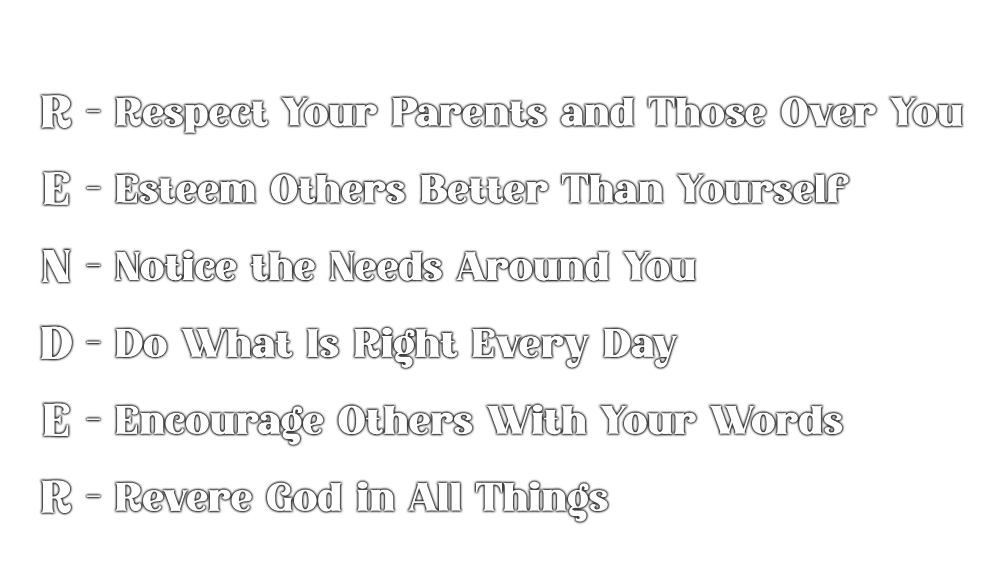 R - Respect Your Parents and Those Over You
E - Esteem Others Better Than Yourself
N - Notice the Needs Around You
D - Do What Is Right Every Day
E - Encourage Others With Your Words
R - Revere God in All Things